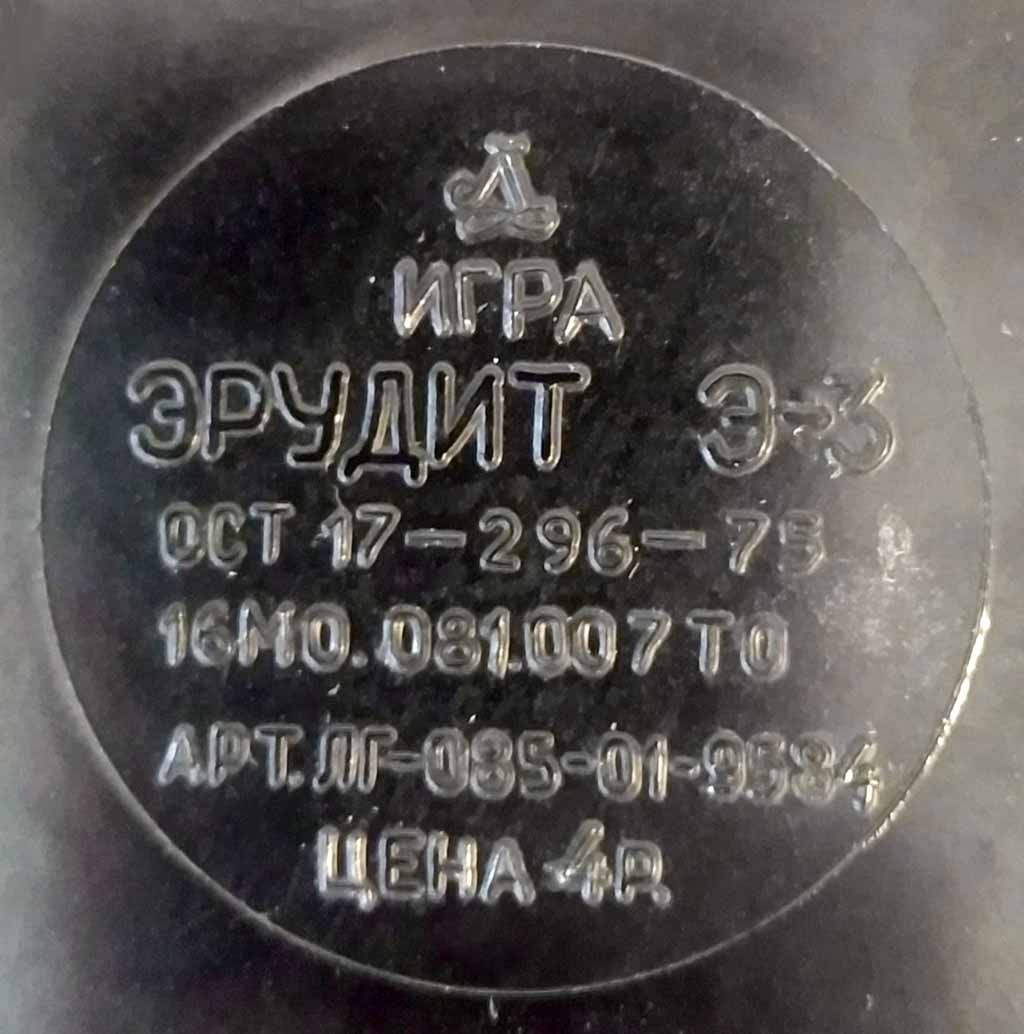 ИГРА
ЭРУДИТ Э-3
ОСТ 17-296-75
16МО.081.007 ТО
АРТ. ЛГ-085-01-9584
ЦЕНА 4Р.